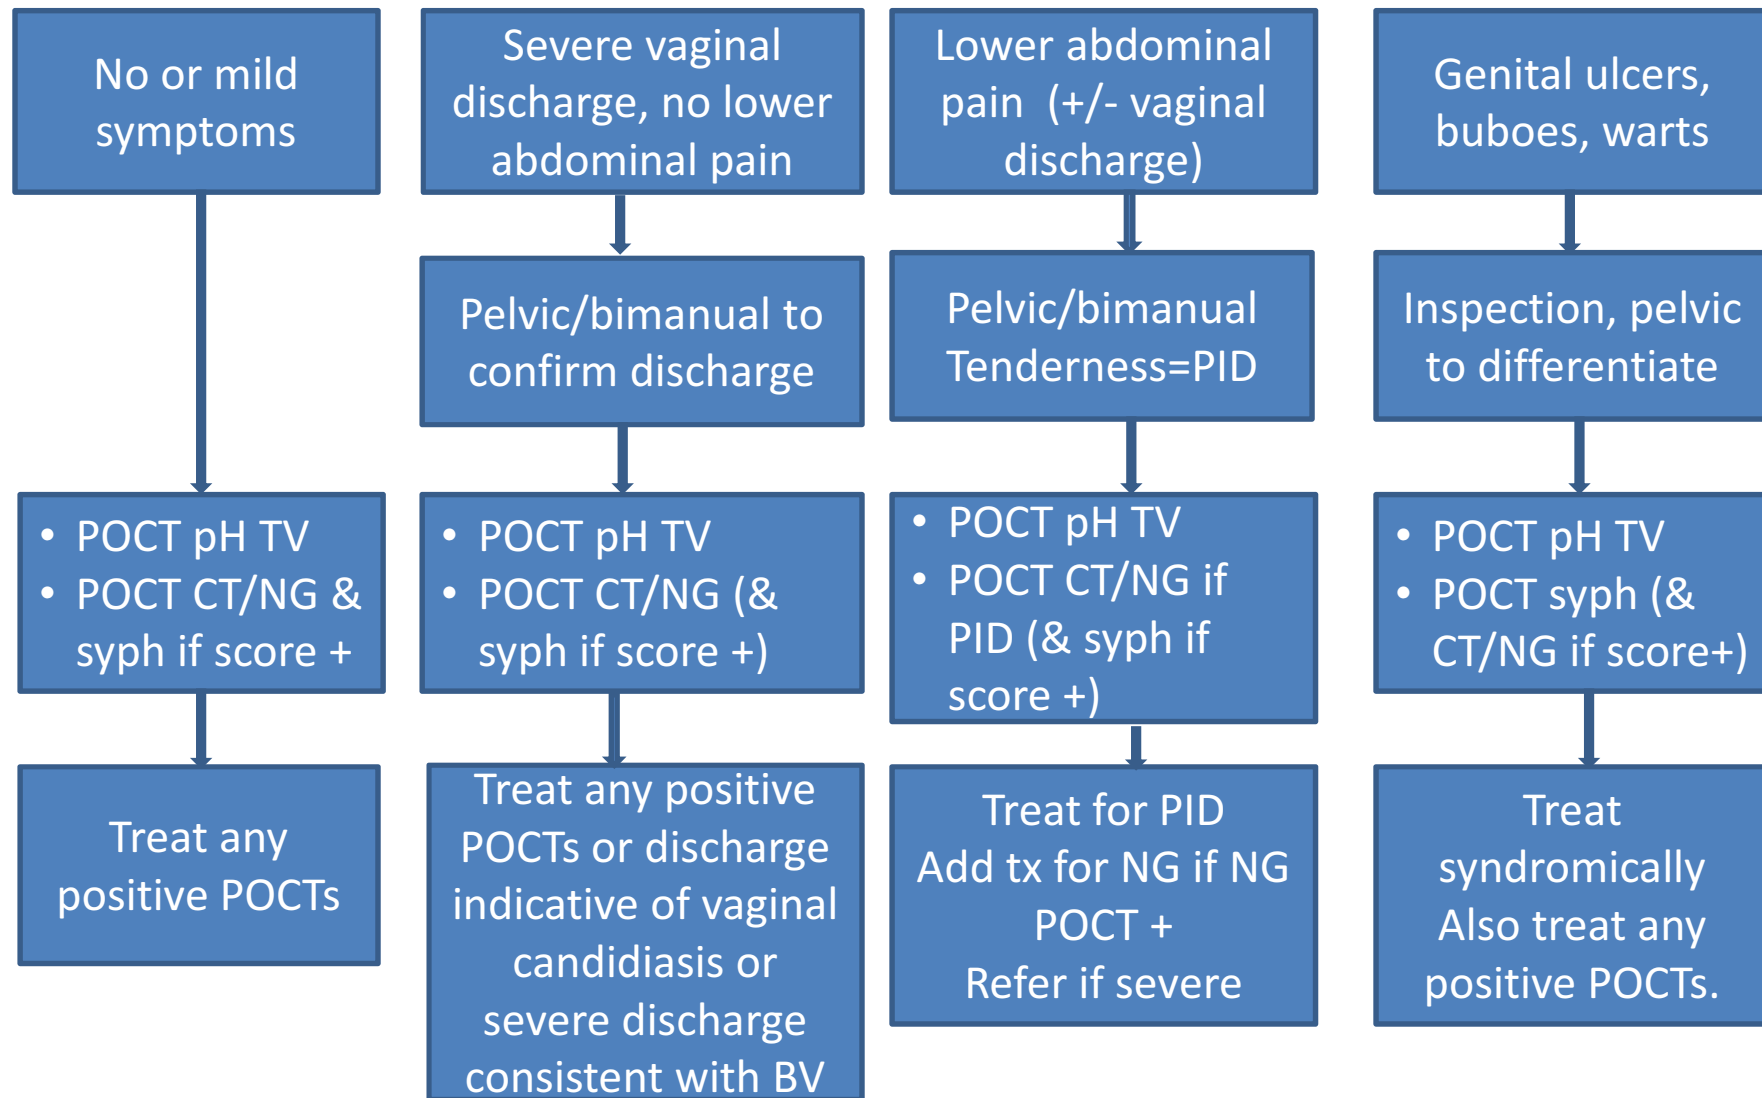 No or mild
symptoms
Severe vaginal
discharge, no lower
abdominal pain
Lower abdominal
pain  (+/- vaginal
discharge)
Genital ulcers,
buboes, warts
Pelvic/bimanual to
confirm discharge
Pelvic/bimanual
Tenderness=PID
Inspection, pelvic
to differentiate
• POCT pH TV
• POCT CT/NG &
syph if score +
• POCT pH TV
• POCT CT/NG (&
syph if score +)
• POCT pH TV
• POCT CT/NG if
PID (& syph if
score +)
• POCT pH TV
• POCT syph (&
CT/NG if score+)
Treat any
positive POCTs
Treat any positive
POCTs or discharge
indicative of vaginal
candidiasis or
severe discharge
consistent with BV
Treat for PID
Add tx for NG if NG
POCT +
Refer if severe
Treat
syndromically
Also treat any
positive POCTs.